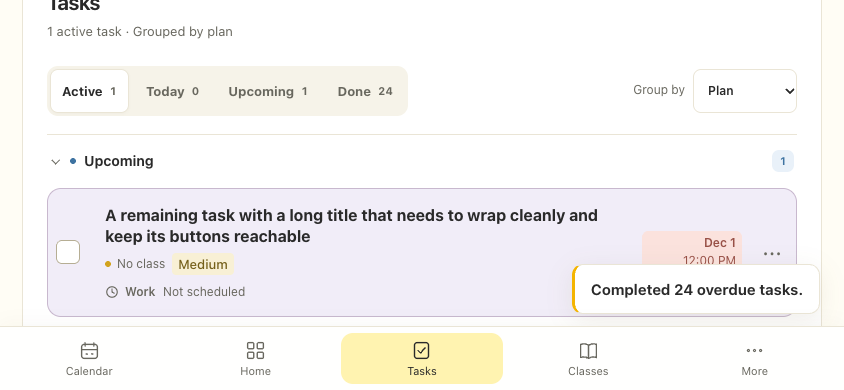 Tasks
1 active task · Grouped by plan
Active 1 Today 0 Upcoming 1 Done 24
Group by Plan
Upcoming 1
A remaining task with a long title that needs to wrap cleanly and
keep its buttons reachable
Dec 1
12:00 PM
No class Medium
Work Not scheduled
Completed 24 overdue tasks.
Calendar Home Tasks Classes More